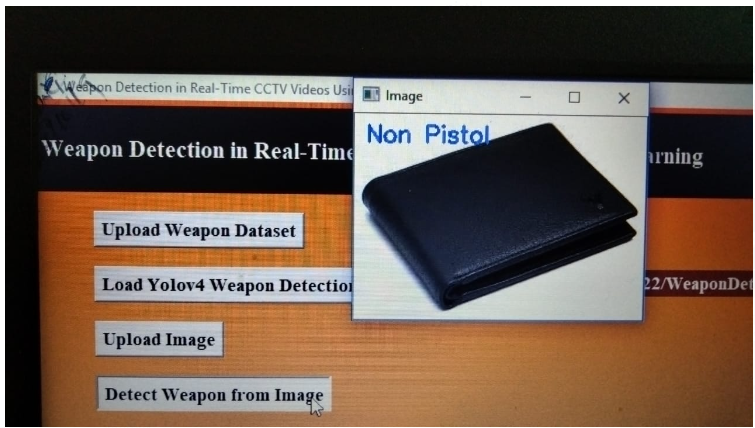 Weapon Detection in Real-Time CCTV Videos Usi
Image
Non Pistol
Weapon Detection in Real-Time
arning
Upload Weapon Dataset
Load Yolov4 Weapon Detection
22/WeaponDet
Upload Image
Detect Weapon from Image